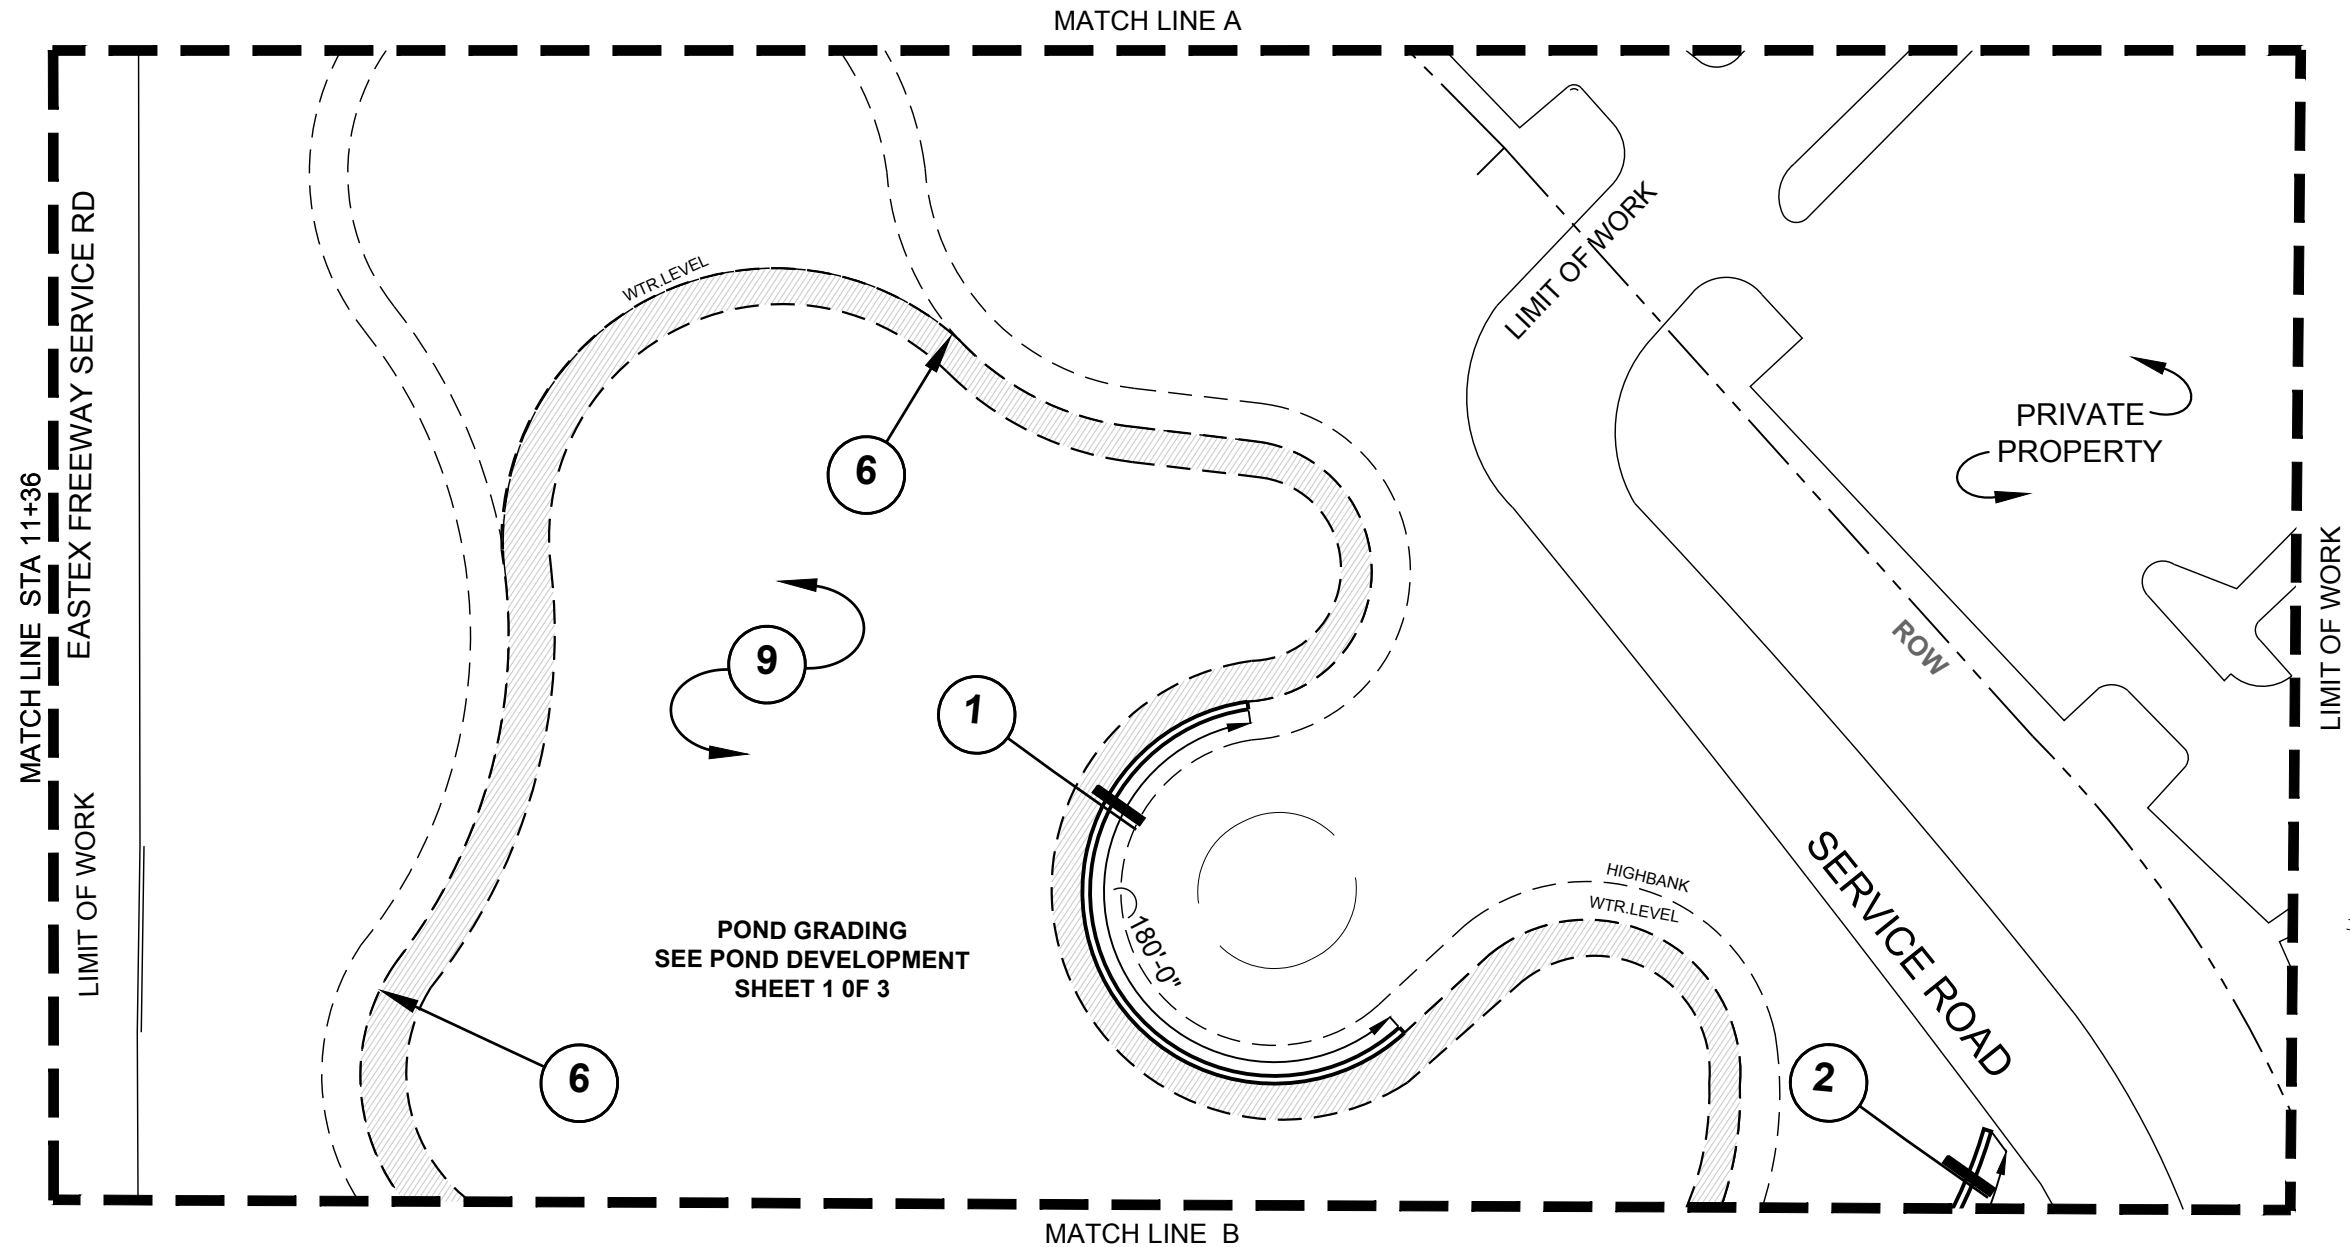 MATCH LINE A
MATCH LINE  STA 11+36
EASTEX FREEWAY SERVICE RD
LIMIT OF WORK
WTR.LEVEL
LIMIT OF WORK
PRIVATE
PROPERTY
6
9
1
ROW
LIMIT OF WORK
POND GRADING
SEE POND DEVELOPMENT
SHEET 1 0F 3
180'-0"
HIGHBANK
WTR.LEVEL
SERVICE ROAD
6
2
MATCH LINE  B